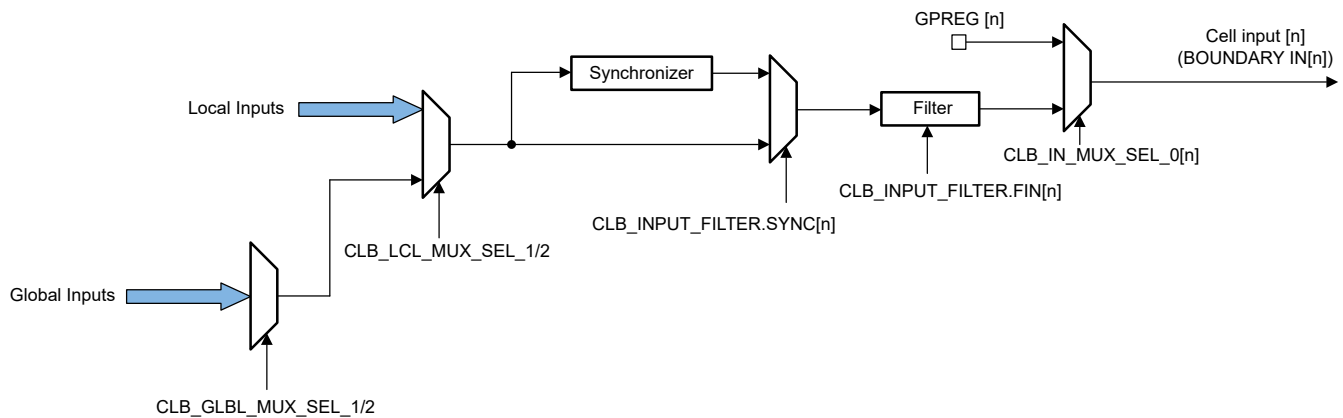 GPREG [n]
Cell input [n]
(BOUNDARY IN[n])
Synchronizer
Local Inputs
Filter
CLB_IN_MUX_SEL_0[n]
CLB_INPUT_FILTER.FIN[n]
CLB_INPUT_FILTER.SYNC[n]
CLB_LCL_MUX_SEL_1/2
Global Inputs
CLB_GLBL_MUX_SEL_1/2